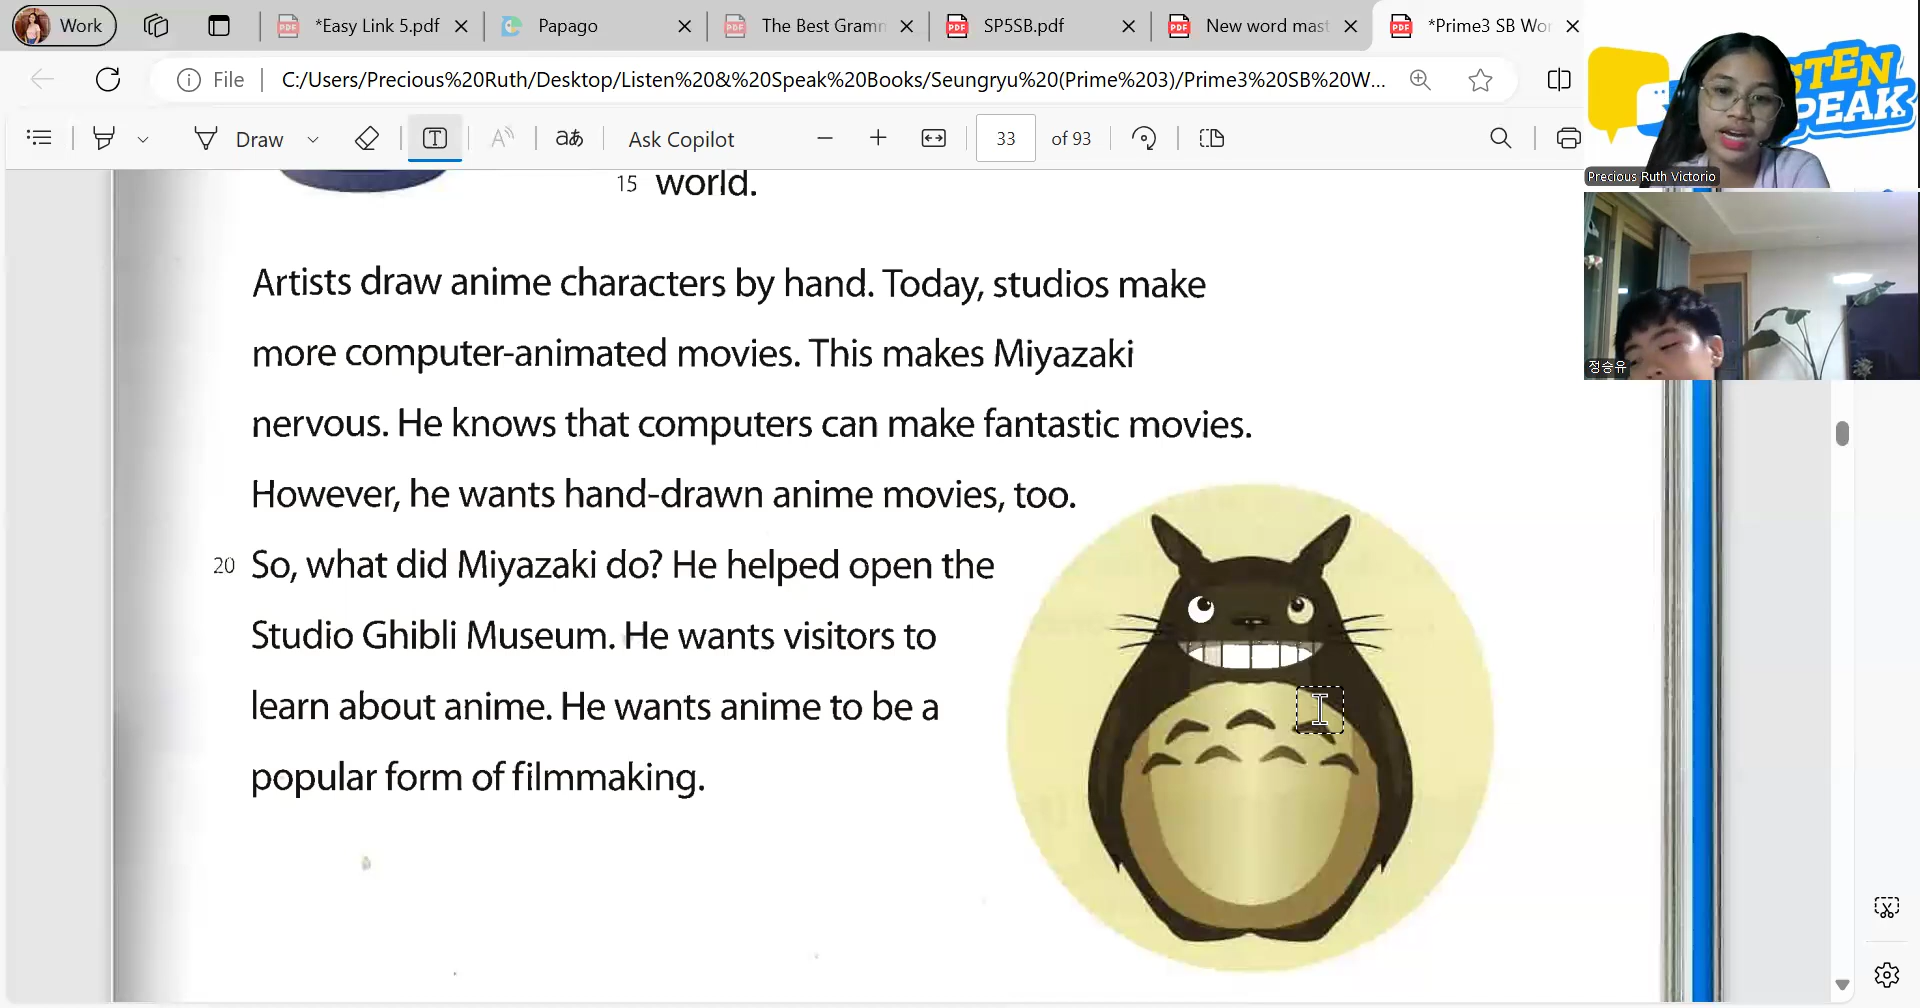 Work
*Easy Link 5.pdf
Papago
The Best Gramm
SP5SB.pdf
New word mast
*Prime3 SB Wor
File
C:/Users/Precious%20Ruth/Desktop/Listen%20&%20Speak%20Books/Seungryu%20(Prime%203)/Prime3%20SB%20W...
Draw
Ask Copilot
33
of 93
STEN
PEAK
Precious Ruth Victorio
정승유
15 world.
Artists draw anime characters by hand. Today, studios make
more computer-animated movies. This makes Miyazaki
nervous. He knows that computers can make fantastic movies.
However, he wants hand-drawn anime movies, too.
20 So, what did Miyazaki do? He helped open the
Studio Ghibli Museum. He wants visitors to
learn about anime. He wants anime to be a
popular form of filmmaking.